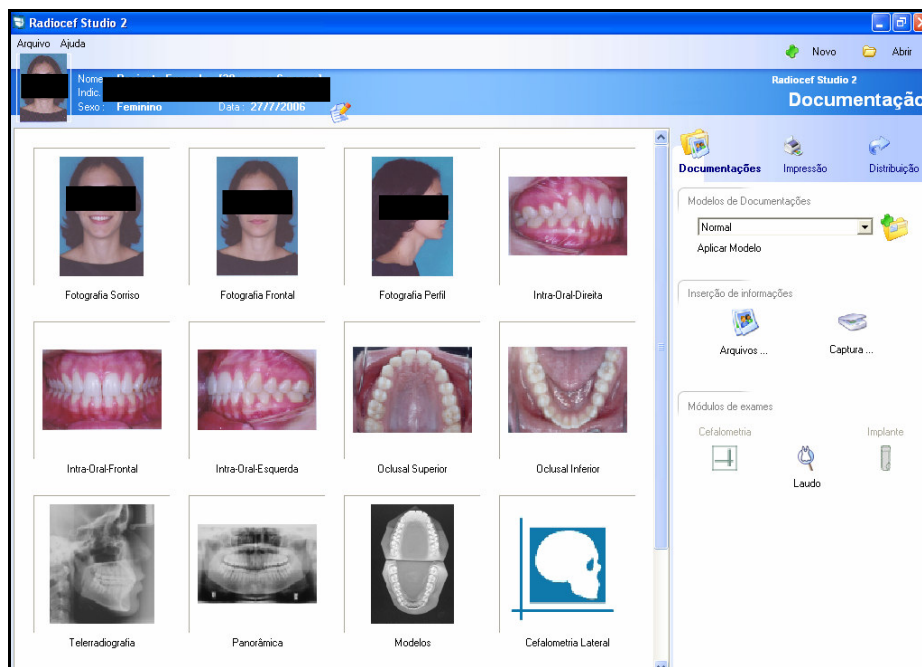 Radiocef Studio 2
Arquivo Ajuda
Novo Abrir
Nome
Indic.
Sexo : Feminino Data : 27/7/2006
Radiocef Studio 2
Documentação
Documentações Impressão Distribuição
Modelos de Documentações
Normal
Aplicar Modelo
Inserção de informações
Arquivos ... Captura ...
Módulos de exames
Cefalometria Implante
Laudo
Fotografia Sorriso Fotografia Frontal Fotografia Perfil Intra-Oral-Direita
Intra-Oral-Frontal Intra-Oral-Esquerda Oclusal Superior Oclusal Inferior
Telerradiografia Panorâmica Modelos Cefalometria Lateral